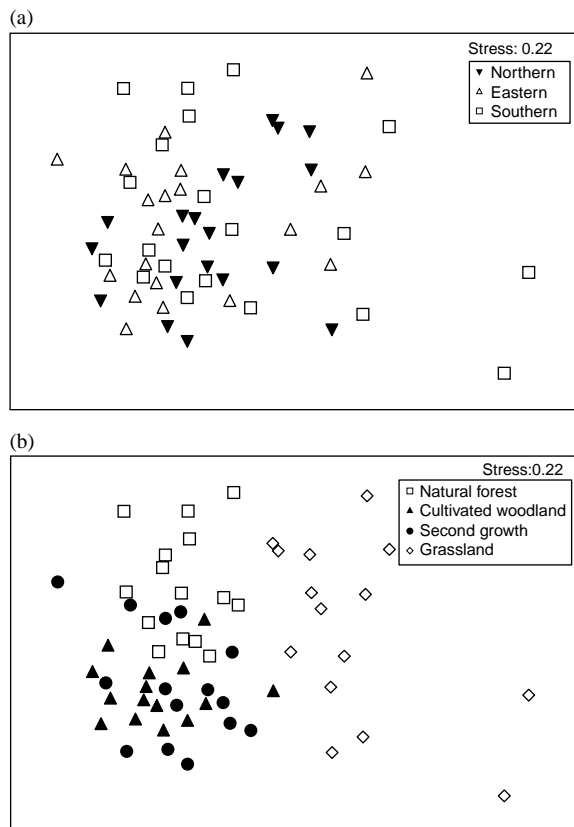 (a)
Stress: 0.22
Northern
Eastern
Southern
(b)
Stress:0.22
Natural forest
Cultivated woodland
Second growth
Grassland